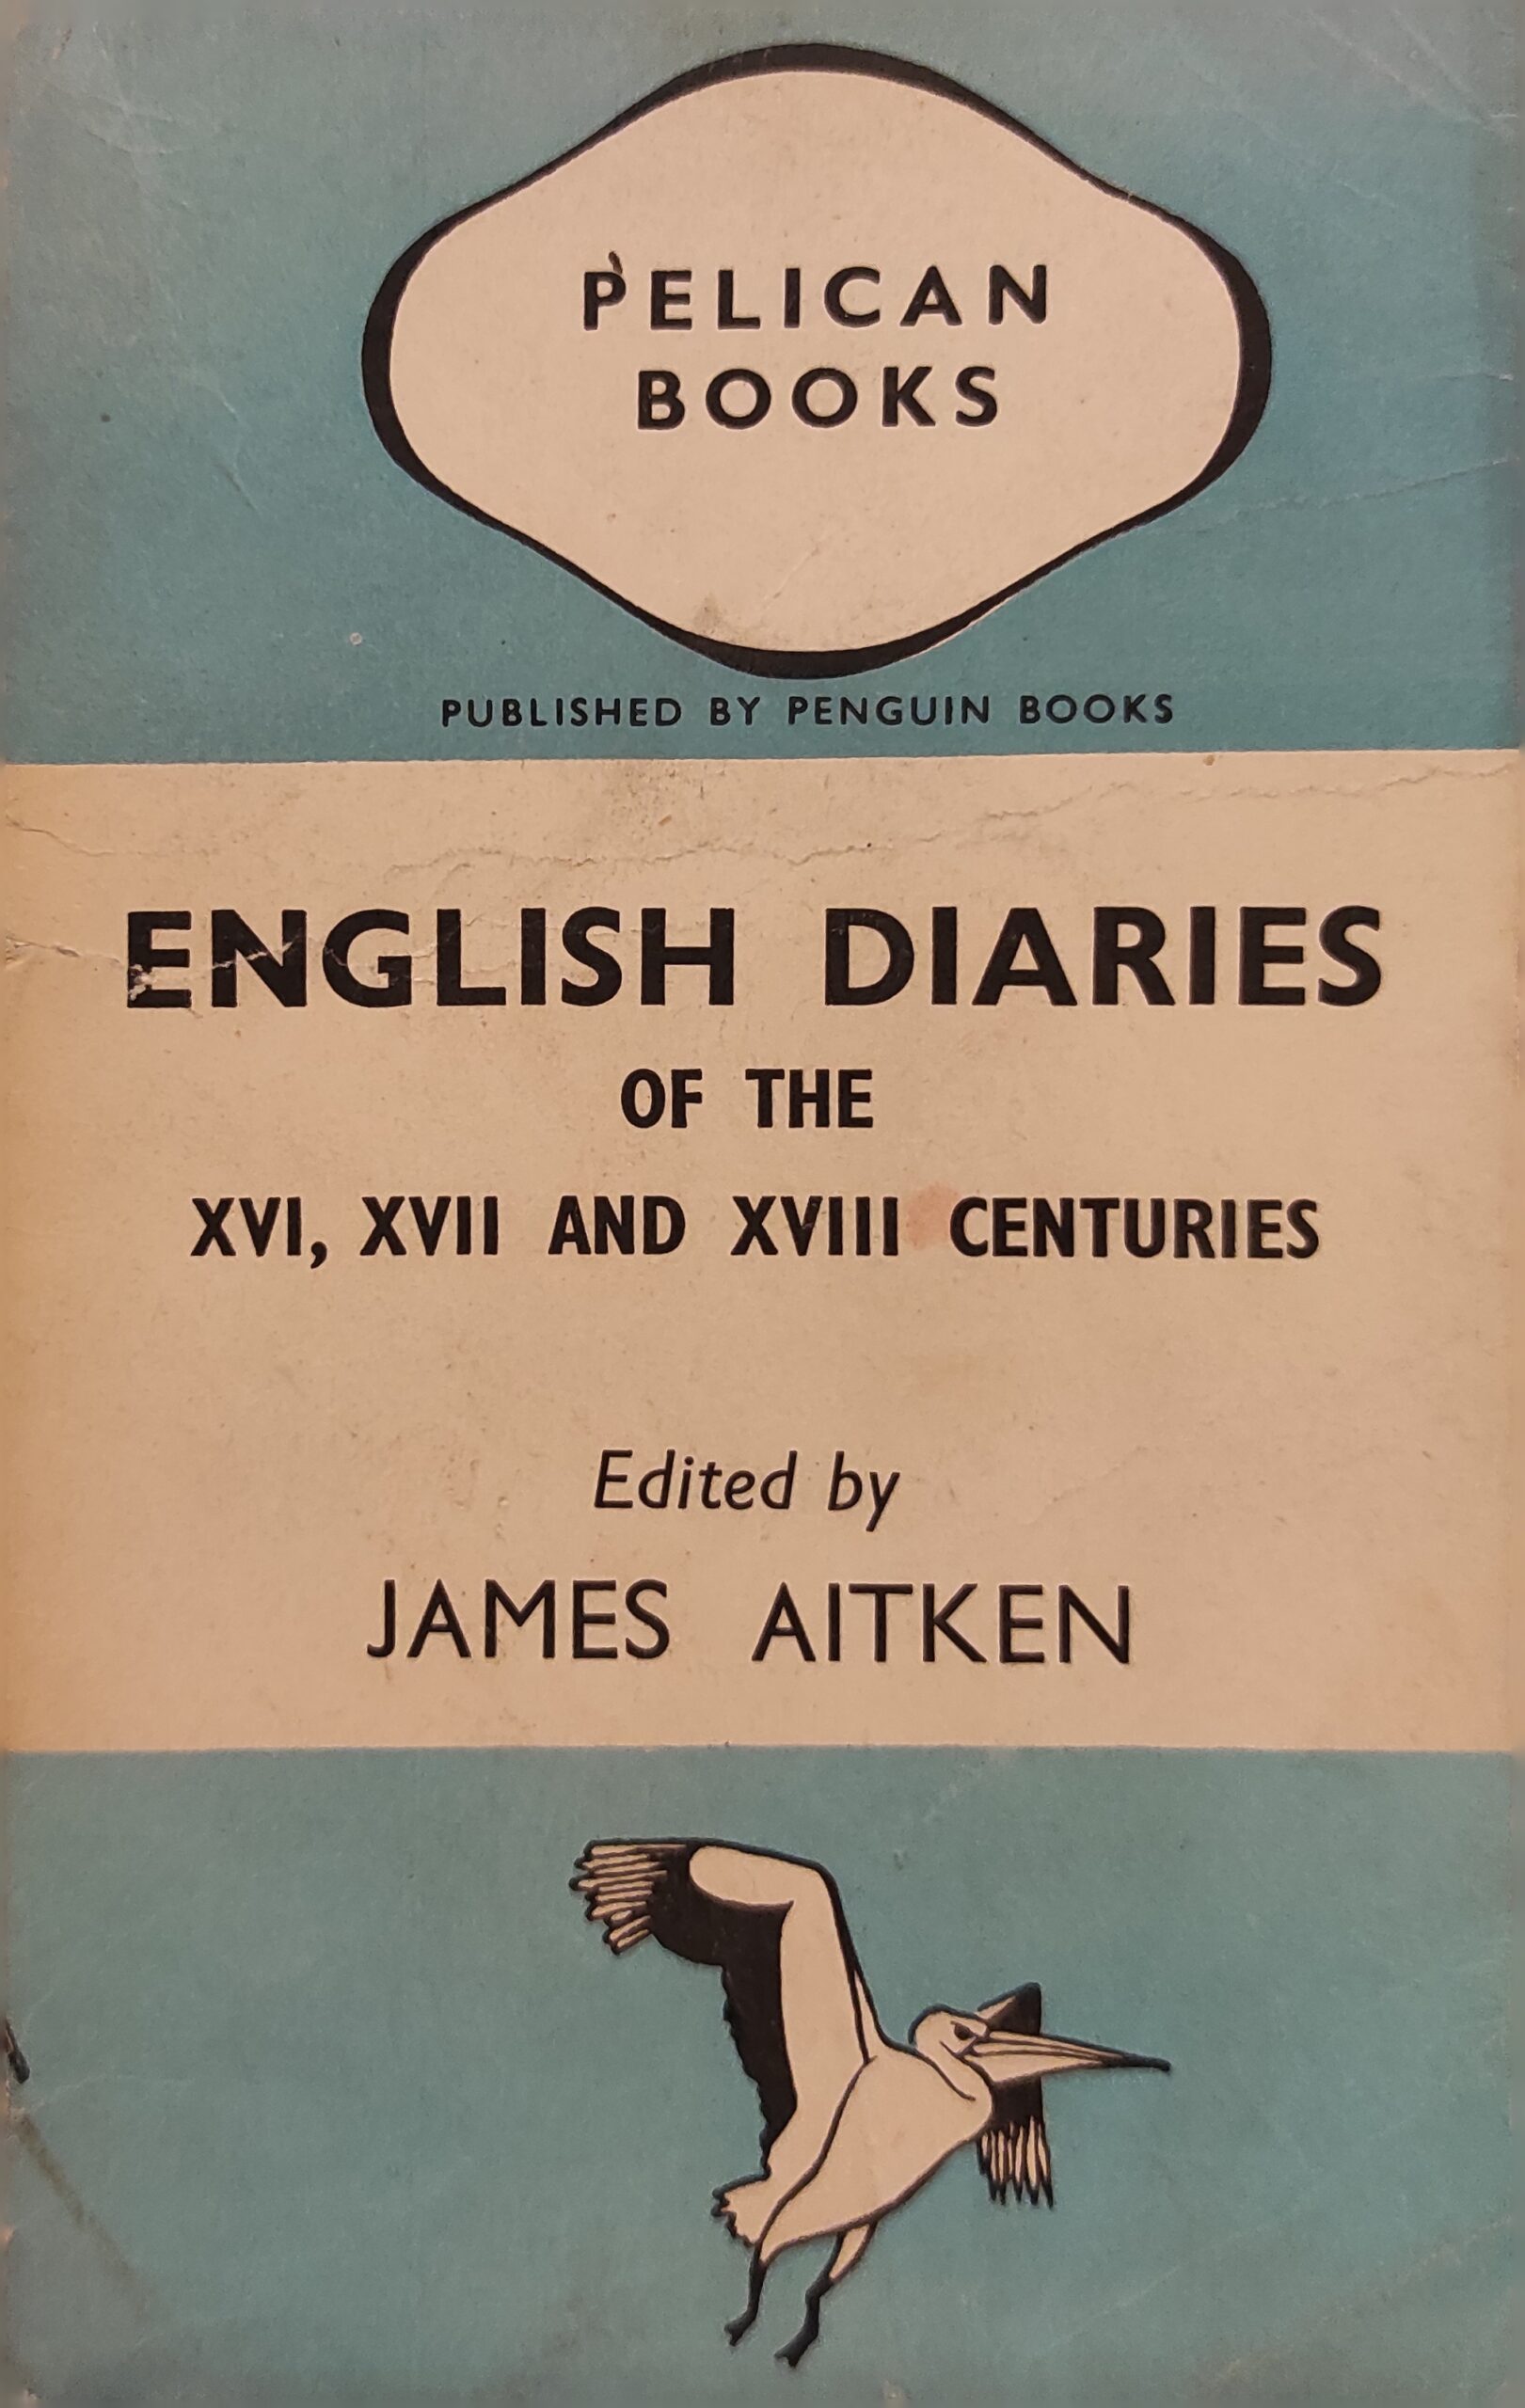 PELICAN
BOOKS
PUBLISHED BY PENGUIN BOOKS
ENGLISH DIARIES
OF THE
XVI, XVII AND XVIII CENTURIES
Edited by
JAMES AITKEN